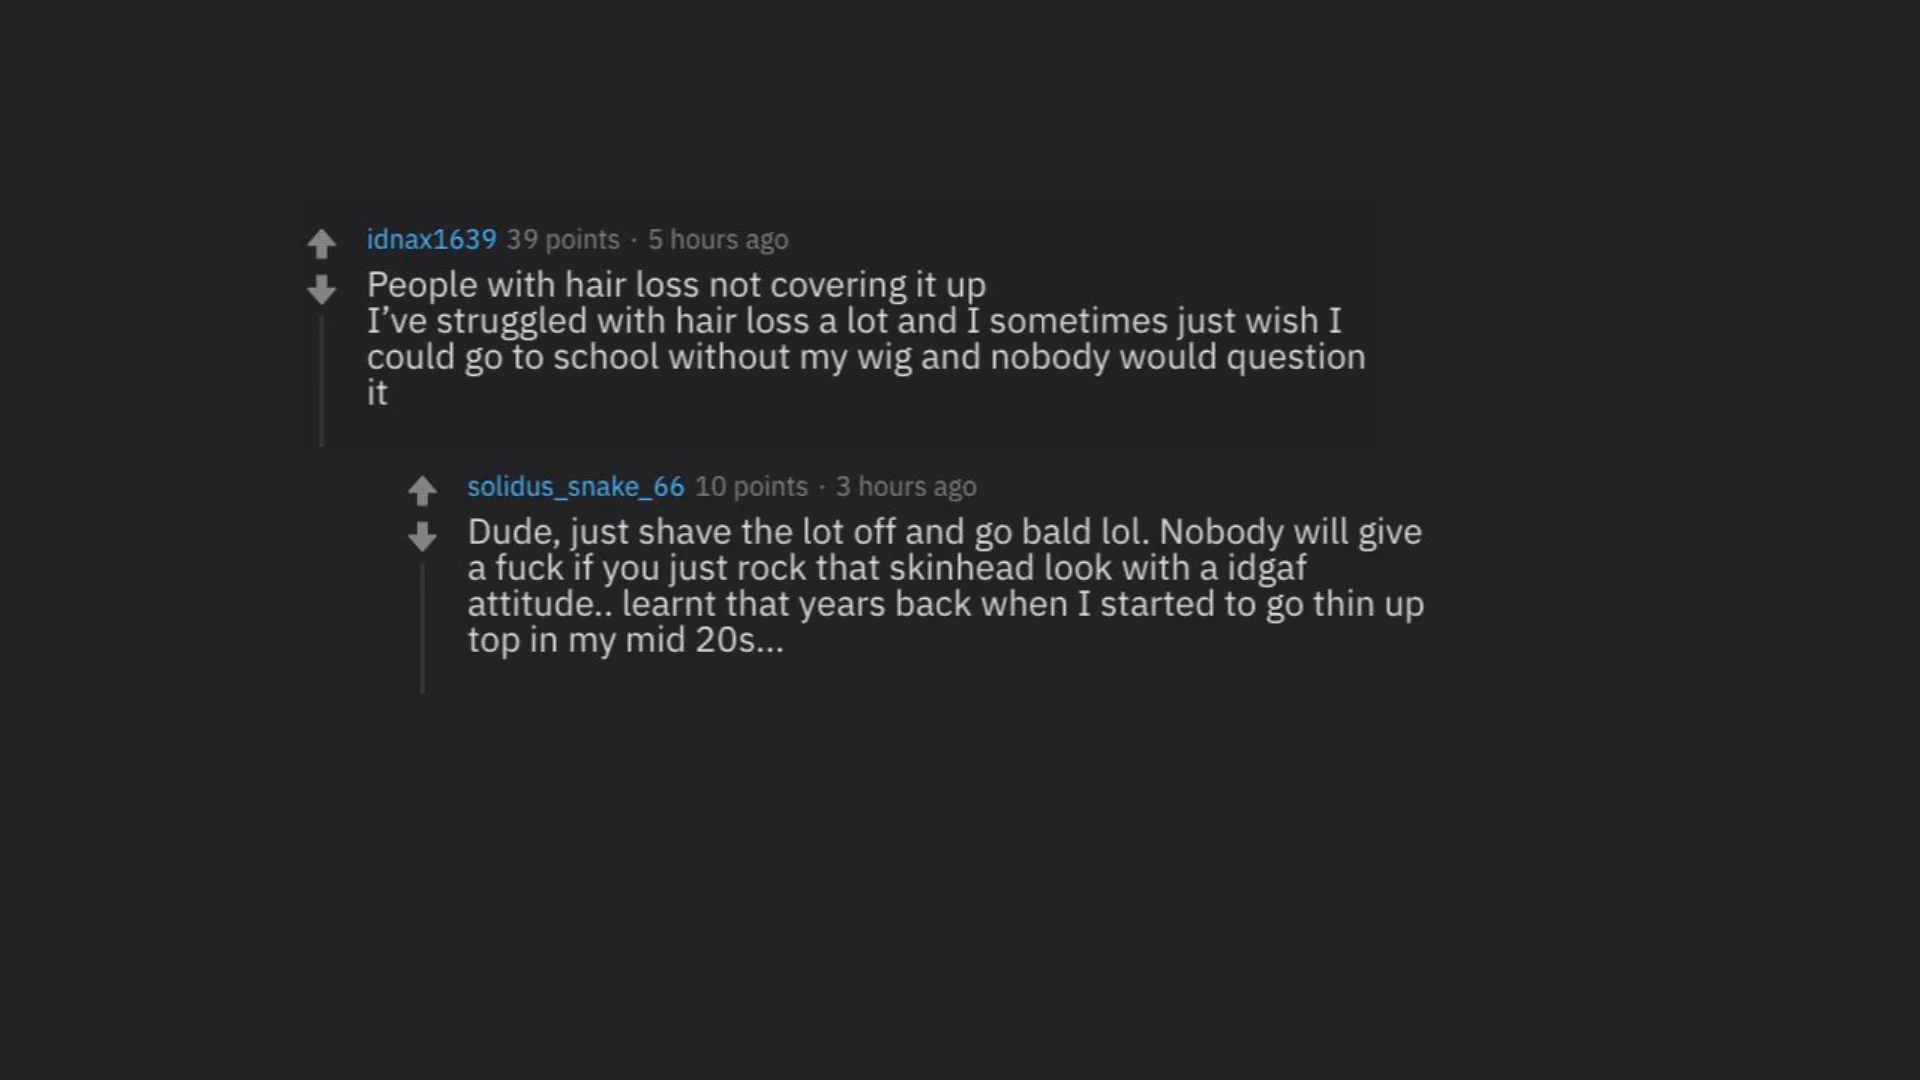 idnax1639 39 points · 5 hours ago
People with hair loss not covering it up
I’ve struggled with hair loss a lot and I sometimes just wish I
could go to school without my wig and nobody would question
it
solidus_snake_66 10 points · 3 hours ago
Dude, just shave the lot off and go bald lol. Nobody will give
a fuck if you just rock that skinhead look with a idgaf
attitude.. learnt that years back when I started to go thin up
top in my mid 20s...